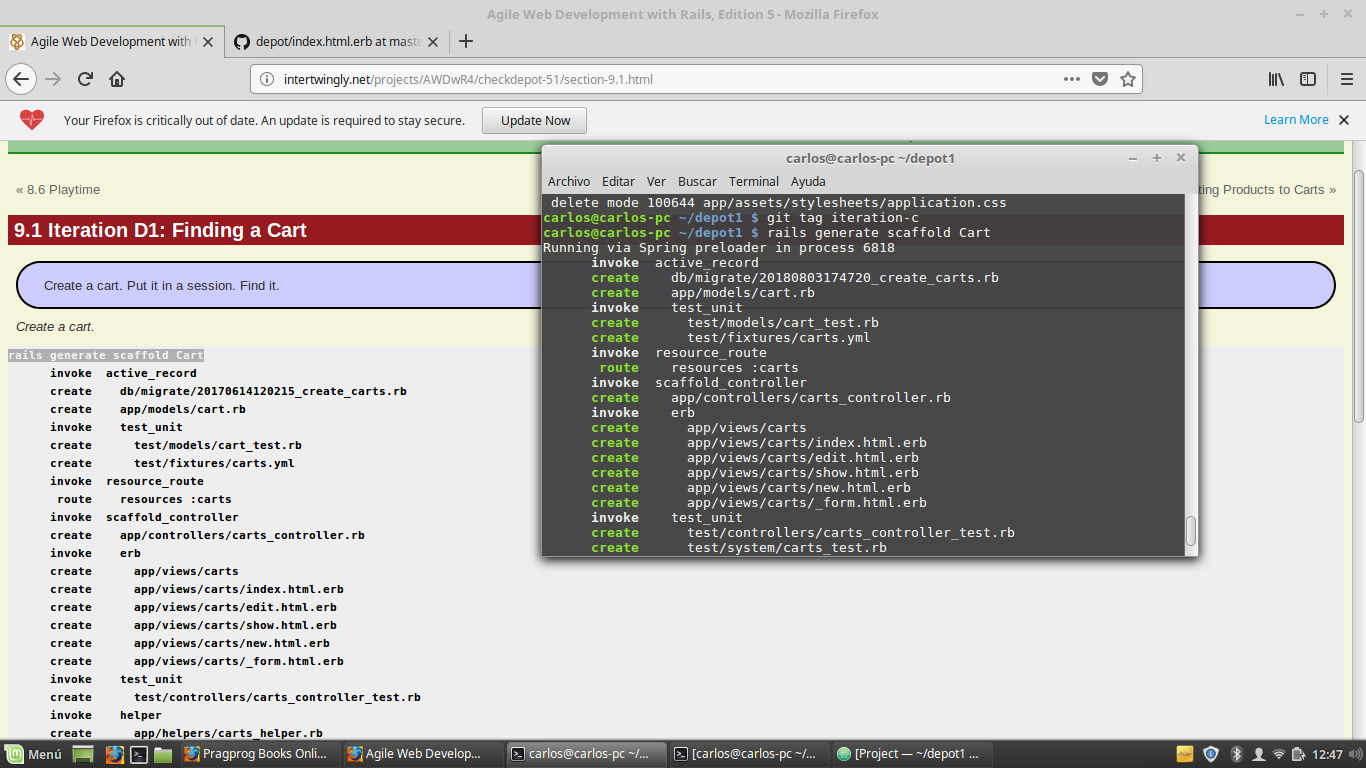 Agile Web Development with Rails, Edition 5 - Mozilla Firefox
Agile Web Development with
depot/index.html.erb at maste
intertwingly.net/projects/AWDwR4/checkdepot-51/section-9.1.html
Your Firefox is critically out of date. An update is required to stay secure.
Update Now
Learn More
« 8.6 Playtime
ting Products to Carts »
9.1 Iteration D1: Finding a Cart
Create a cart. Put it in a session. Find it.
Create a cart.
rails generate scaffold Cart
invoke active_record
create db/migrate/20170614120215_create_carts.rb
create app/models/cart.rb
invoke test_unit
create test/models/cart_test.rb
create test/fixtures/carts.yml
invoke resource_route
route resources :carts
invoke scaffold_controller
create app/controllers/carts_controller.rb
invoke erb
create app/views/carts
create app/views/carts/index.html.erb
create app/views/carts/edit.html.erb
create app/views/carts/show.html.erb
create app/views/carts/new.html.erb
create app/views/carts/_form.html.erb
invoke test_unit
create test/controllers/carts_controller_test.rb
invoke helper
create app/helpers/carts_helper.rb
carlos@carlos-pc ~/depot1
Archivo Editar Ver Buscar Terminal Ayuda
delete mode 100644 app/assets/stylesheets/application.css
carlos@carlos-pc ~/depot1 $ git tag iteration-c
carlos@carlos-pc ~/depot1 $ rails generate scaffold Cart
Running via Spring preloader in process 6818
invoke active_record
create db/migrate/20180803174720_create_carts.rb
create app/models/cart.rb
invoke test_unit
create test/models/cart_test.rb
create test/fixtures/carts.yml
invoke resource_route
route resources :carts
invoke scaffold_controller
create app/controllers/carts_controller.rb
invoke erb
create app/views/carts
create app/views/carts/index.html.erb
create app/views/carts/edit.html.erb
create app/views/carts/show.html.erb
create app/views/carts/new.html.erb
create app/views/carts/_form.html.erb
invoke test_unit
create test/controllers/carts_controller_test.rb
create test/system/carts_test.rb
Menú
Pragprog Books Onli...
Agile Web Develop...
carlos@carlos-pc ~/...
[carlos@carlos-pc ~/...
[Project — ~/depot1 ...
12:47